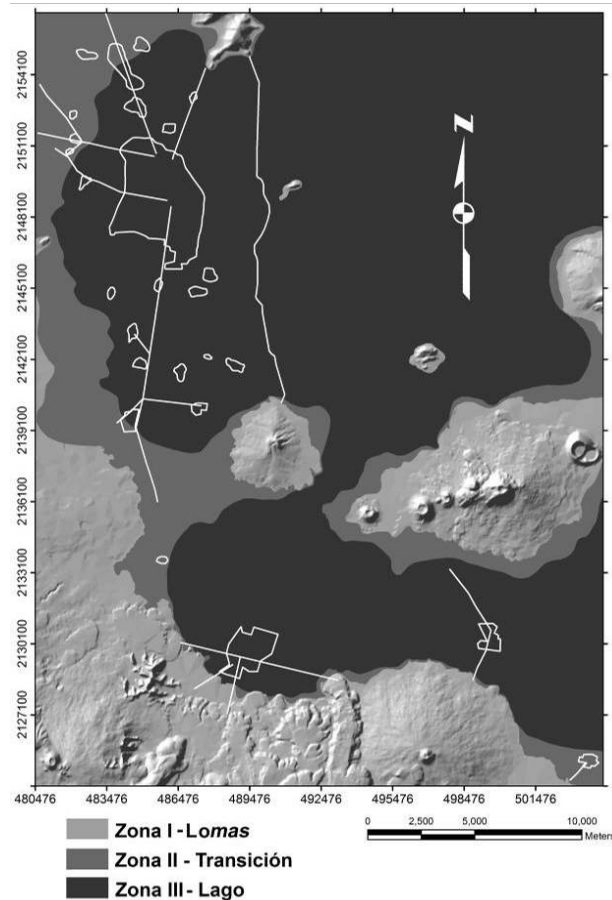 2154100
2151100
2148100
2145100
2142100
2139100
2136100
2133100
2130100
2127100
N
480476 483476 486476 489476 492476 495476 498476 501476
Zona I - Lomas
Zona II - Transición
Zona III - Lago
0 2,500 5,000 10,000
Meters